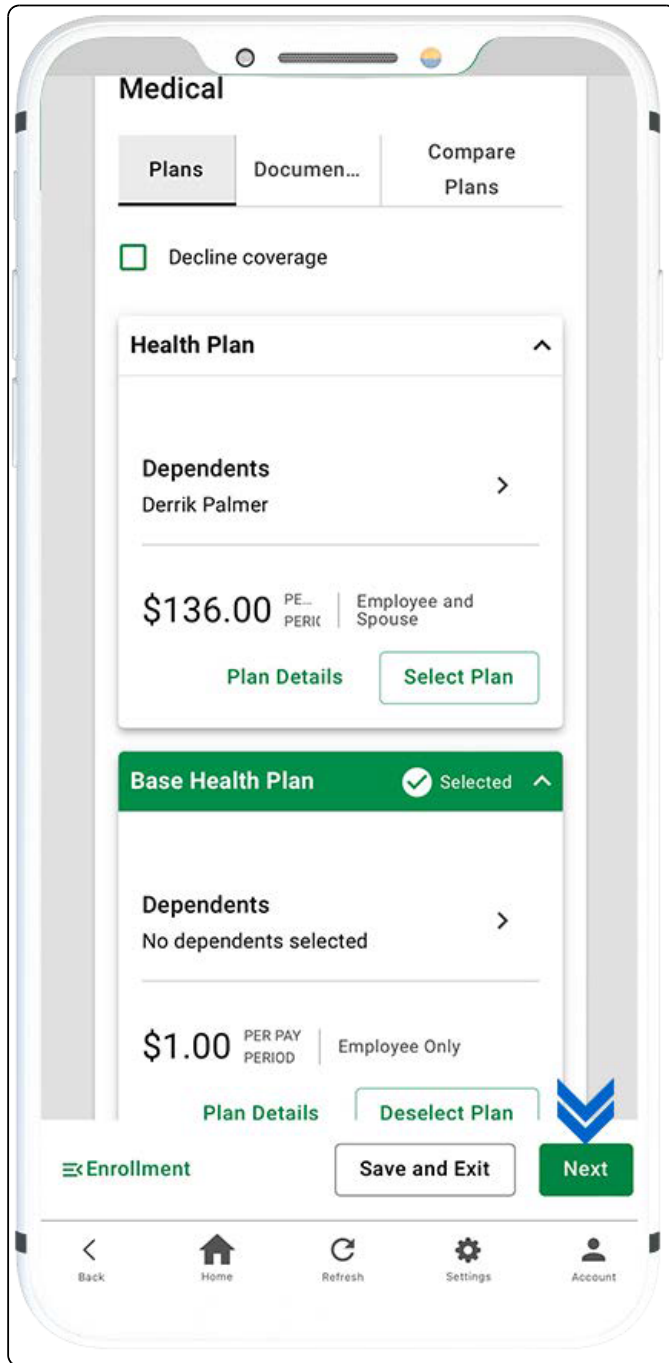 Medical
Plans
Documen...
Compare
Plans
Decline coverage
Health Plan
Dependents
Derrik Palmer
$136.00 PE...
PERIC
Employee and
Spouse
Plan Details
Select Plan
Base Health Plan
Selected
Dependents
No dependents selected
$1.00 PER PAY
PERIOD
Employee Only
Plan Details
Deselect Plan
Enrollment
Save and Exit
Next
Back
Home
Refresh
Settings
Account